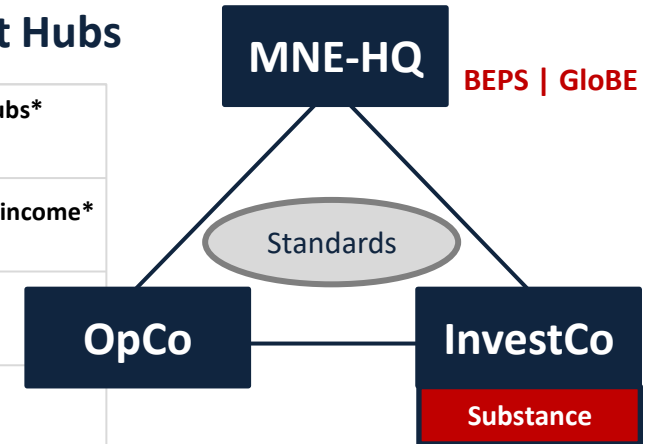 t Hubs
MNE-HQ
BEPS | GloBE
ubs*
income*
Standards
OpCo
InvestCo
Substance